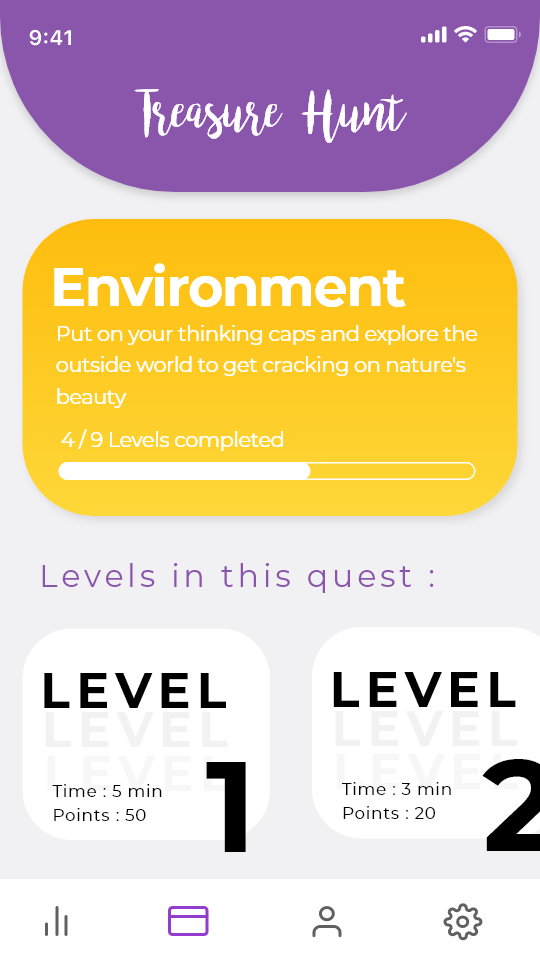 9:41
Treasure Hunt
Environment
Put on your thinking caps and explore the
outside world to get cracking on nature's
beauty
4 / 9 Levels completed
Levels in this quest :
LEVEL
LEVEL
LEVEL
1
Time : 5 min
Points : 50
LEVEL
LEVEL
LEVEL
2
Time : 3 min
Points : 20